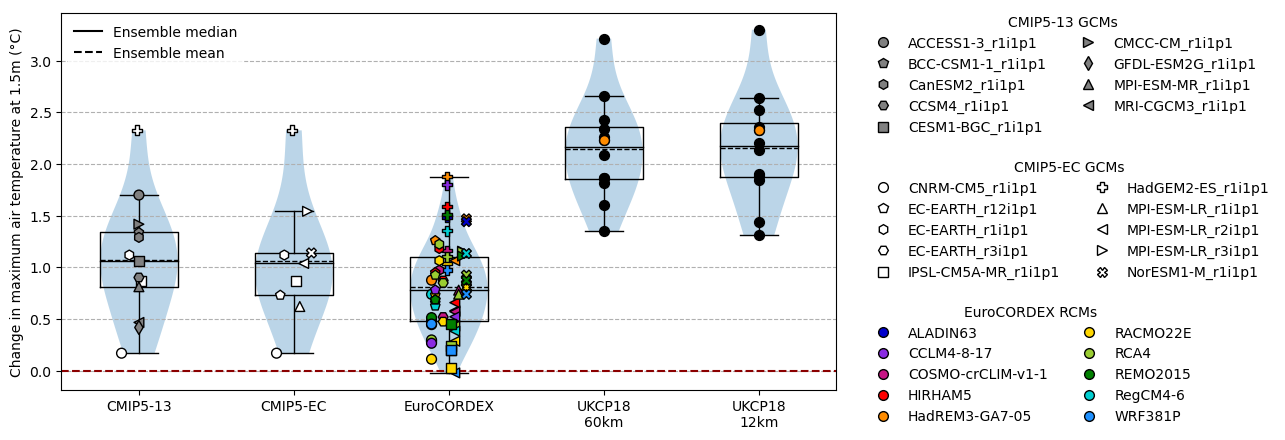 Change in maximum air temperature at 1.5m (°C)
Ensemble median
Ensemble mean
3.0
2.5
2.0
1.5
1.0
0.5
0.0
CMIP5-13
CMIP5-EC
EuroCORDEX
UKCP18
60km
UKCP18
12km
CMIP5-13 GCMs
ACCESS1-3_r1i1p1
BCC-CSM1-1_r1i1p1
CanESM2_r1i1p1
CCSM4_r1i1p1
CESM1-BGC_r1i1p1
CMCC-CM_r1i1p1
GFDL-ESM2G_r1i1p1
MPI-ESM-MR_r1i1p1
MRI-CGCM3_r1i1p1
CMIP5-EC GCMs
CNRM-CM5_r1i1p1
EC-EARTH_r12i1p1
EC-EARTH_r1i1p1
EC-EARTH_r3i1p1
IPSL-CM5A-MR_r1i1p1
HadGEM2-ES_r1i1p1
MPI-ESM-LR_r1i1p1
MPI-ESM-LR_r2i1p1
MPI-ESM-LR_r3i1p1
NorESM1-M_r1i1p1
EuroCORDEX RCMs
ALADIN63
CCLM4-8-17
COSMO-crCLIM-v1-1
HIRHAM5
HadREM3-GA7-05
RACMO22E
RCA4
REMO2015
RegCM4-6
WRF381P